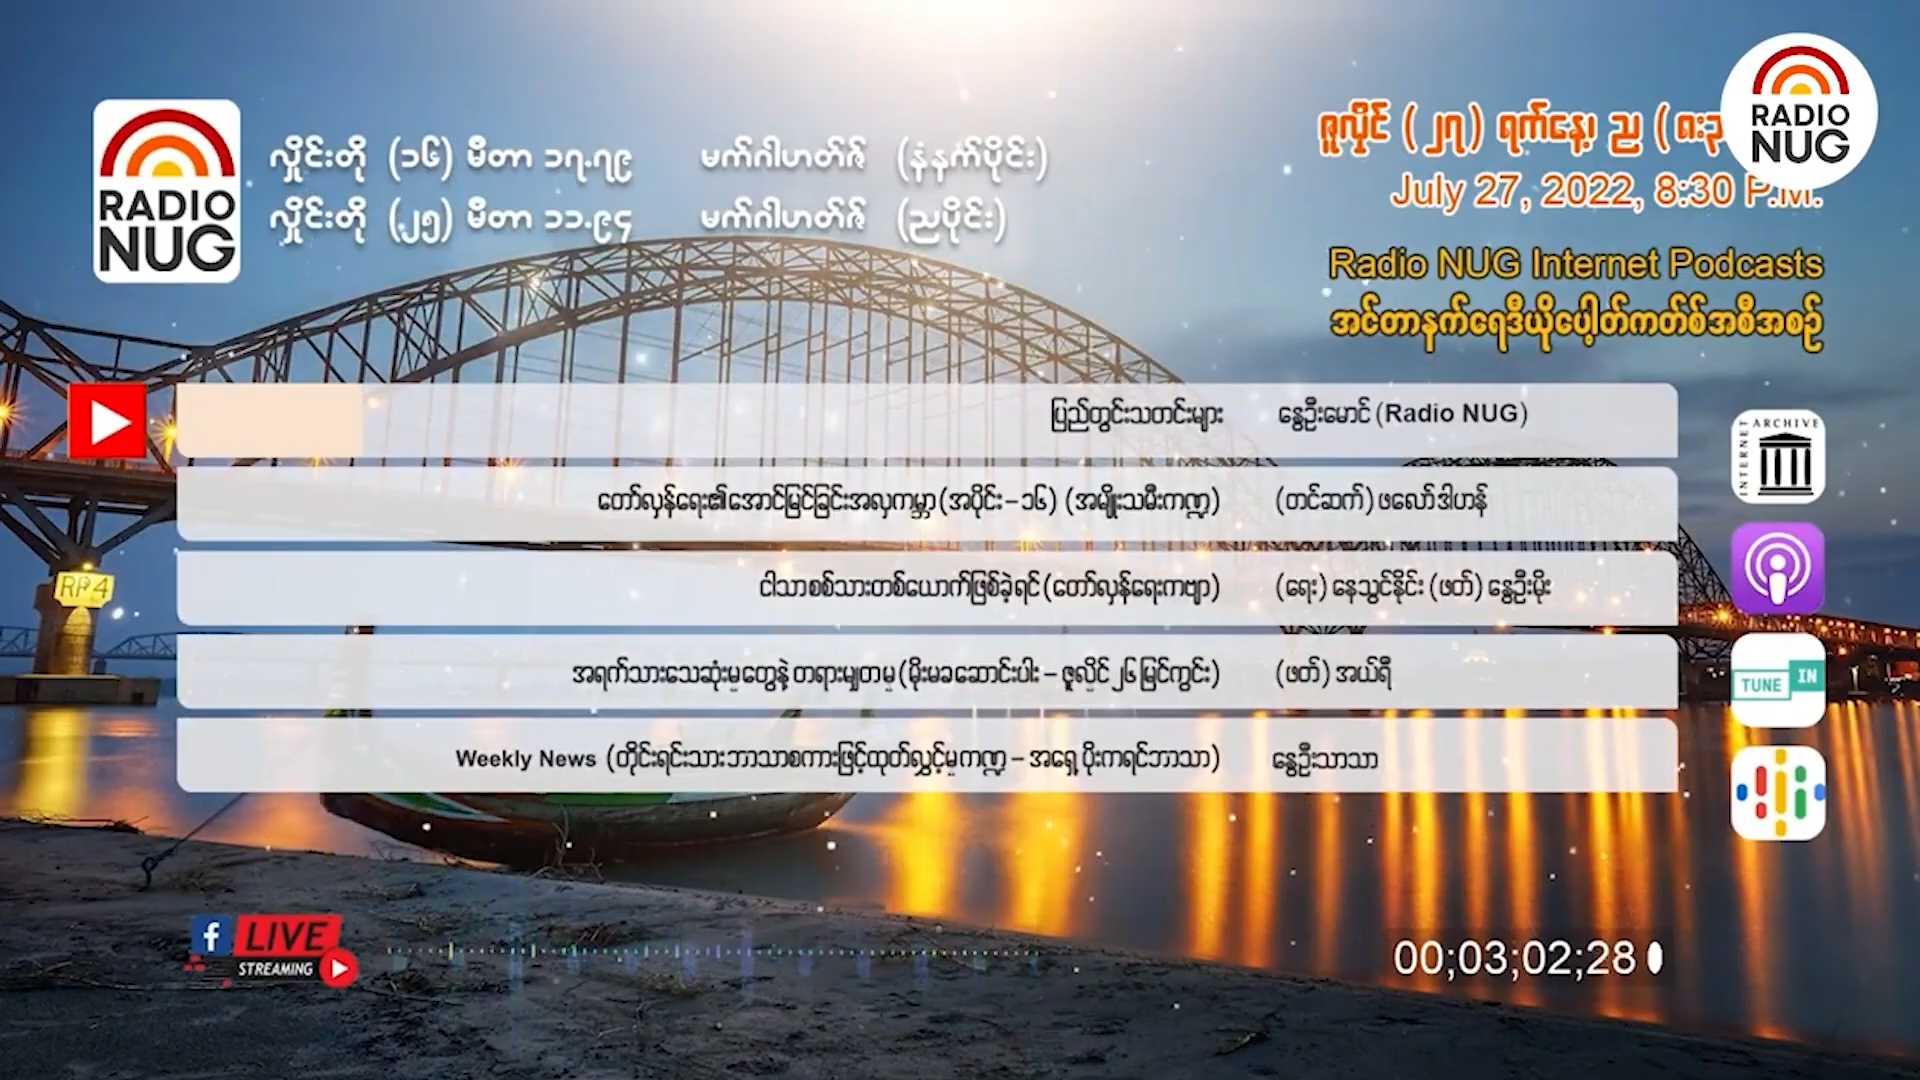 RADIO
NUG
လှိုင်းတို (၁၆) မီတာ ၁၇.၇၉ မက်ဂါဟတ်ဇ် (နံနက်ပိုင်း)
လှိုင်းတို (၂၅) မီတာ ၁၁.၉၄ မက်ဂါဟတ်ဇ် (ညပိုင်း)
ဇူလှိုင် (၂၇) ရက်နေ့၊ ည (၈း၃
July 27, 2022, 8:30 P.M.
RADIO
NUG
Radio NUG Internet Podcasts
အင်တာနက်ရေဒီယိုပေါ့တ်ကတ်စ်အစီအစဉ်
ပြည်တွင်းသတင်းများ နွေဦးမောင် (Radio NUG)
တော်လှန်ရေး၏အောင်မြင်ခြင်းအလှကမ္ဘာ (အပိုင်း – ၁၆) (အမျိုးသမီးကဏ္ဍ) (တင်ဆက်) ဖလော်ဒါဟန်
ငါသာစစ်သားတစ်ယောက်ဖြစ်ခဲ့ရင် (တော်လှန်ရေးကဗျာ) (ရေး) နေသွင်နိုင်း (ဖတ်) နွေဦးမိုး
အရက်သားသေဆုံးမှုတွေနဲ့ တရားမျှတမှု (မိုးမခဆောင်းပါး – ဇူလှိုင် ၂၆ မြင်ကွင်း) (ဖတ်) အယ်ရီ
Weekly News (တိုင်းရင်းသားဘာသာစကားဖြင့်ထုတ်လွှင့်မှုကဏ္ဍ – အရှေ့ပိုးကရင်ဘာသာ) နွေဦးသာသာ
INTERNET ARCHIVE
TUNE IN
RP4
f LIVE
STREAMING
00;03;02;28